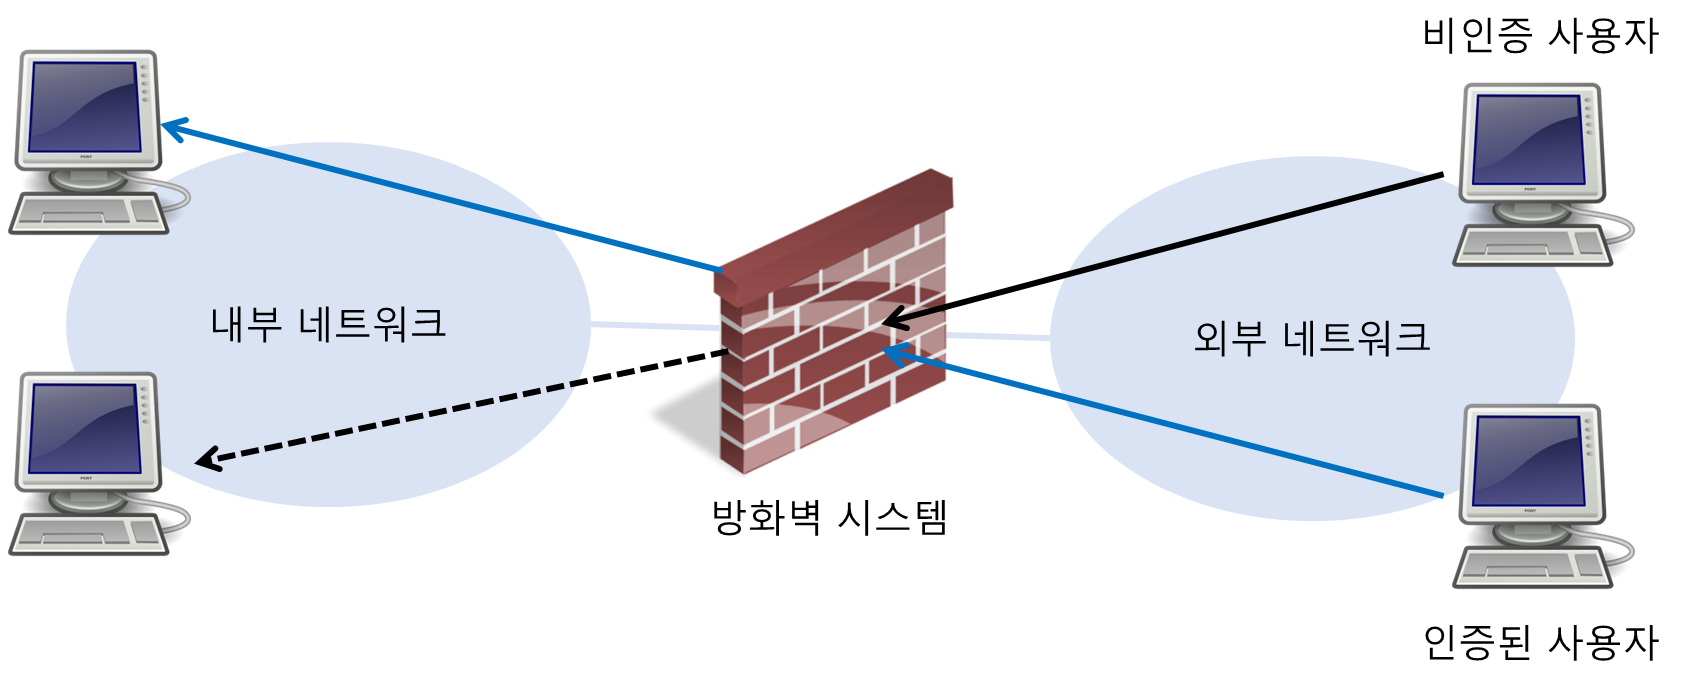 비인증 사용자
내부 네트워크
외부 네트워크
방화벽 시스템
인증된 사용자